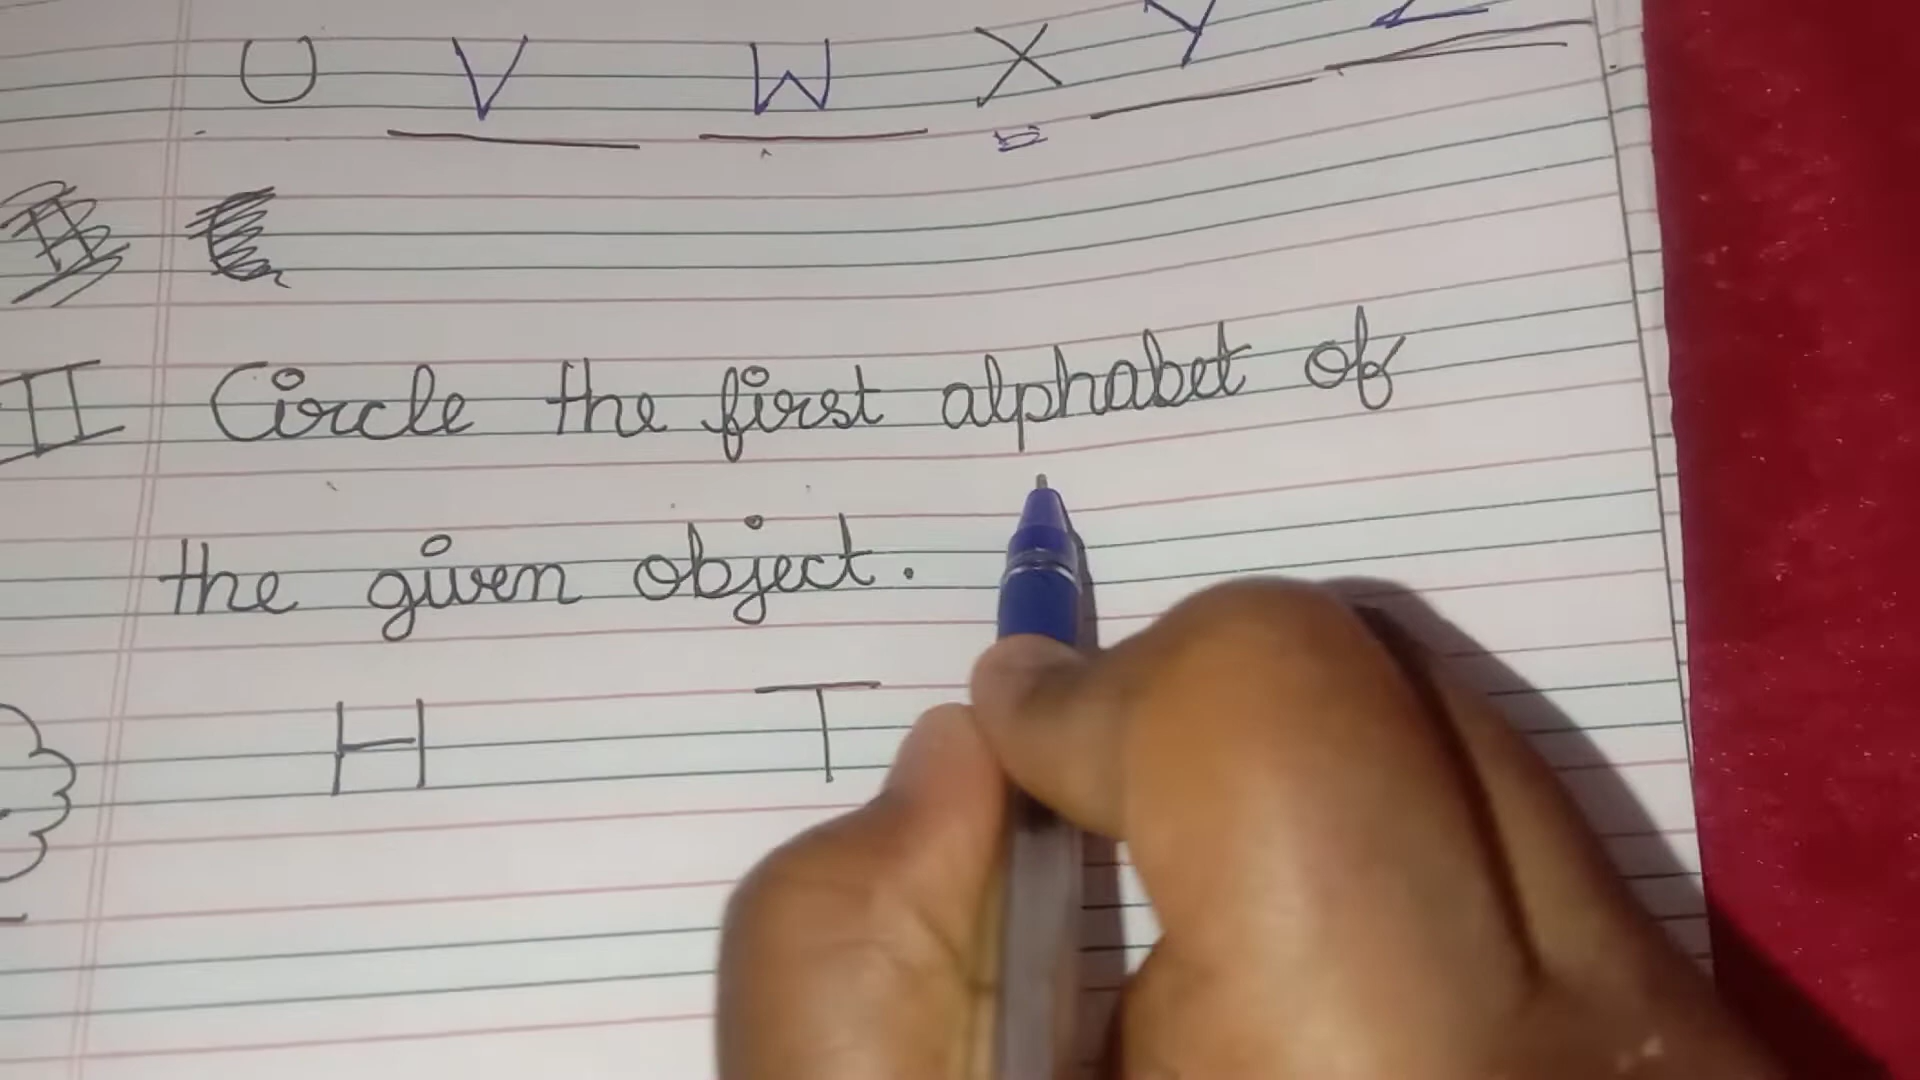 U V W X Y Z
II Circle the first alphabet of
the given object.
H T